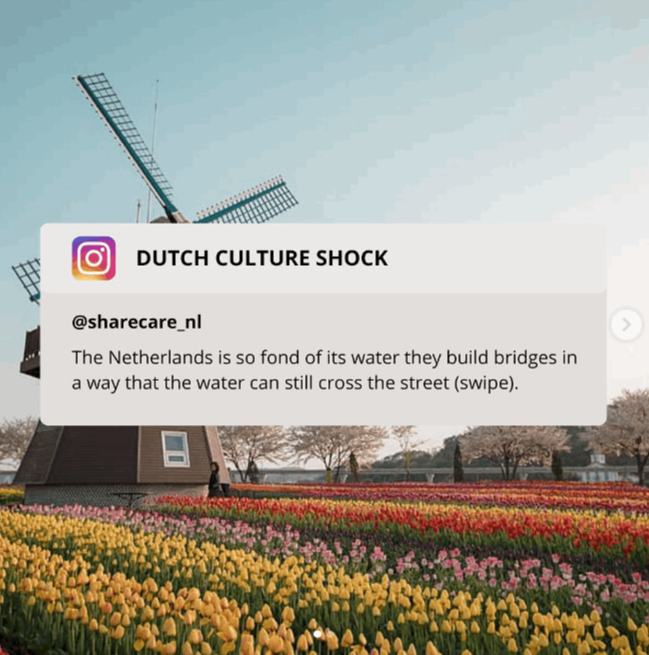 DUTCH CULTURE SHOCK
@sharecare_nl
The Netherlands is so fond of its water they build bridges in
a way that the water can still cross the street (swipe).